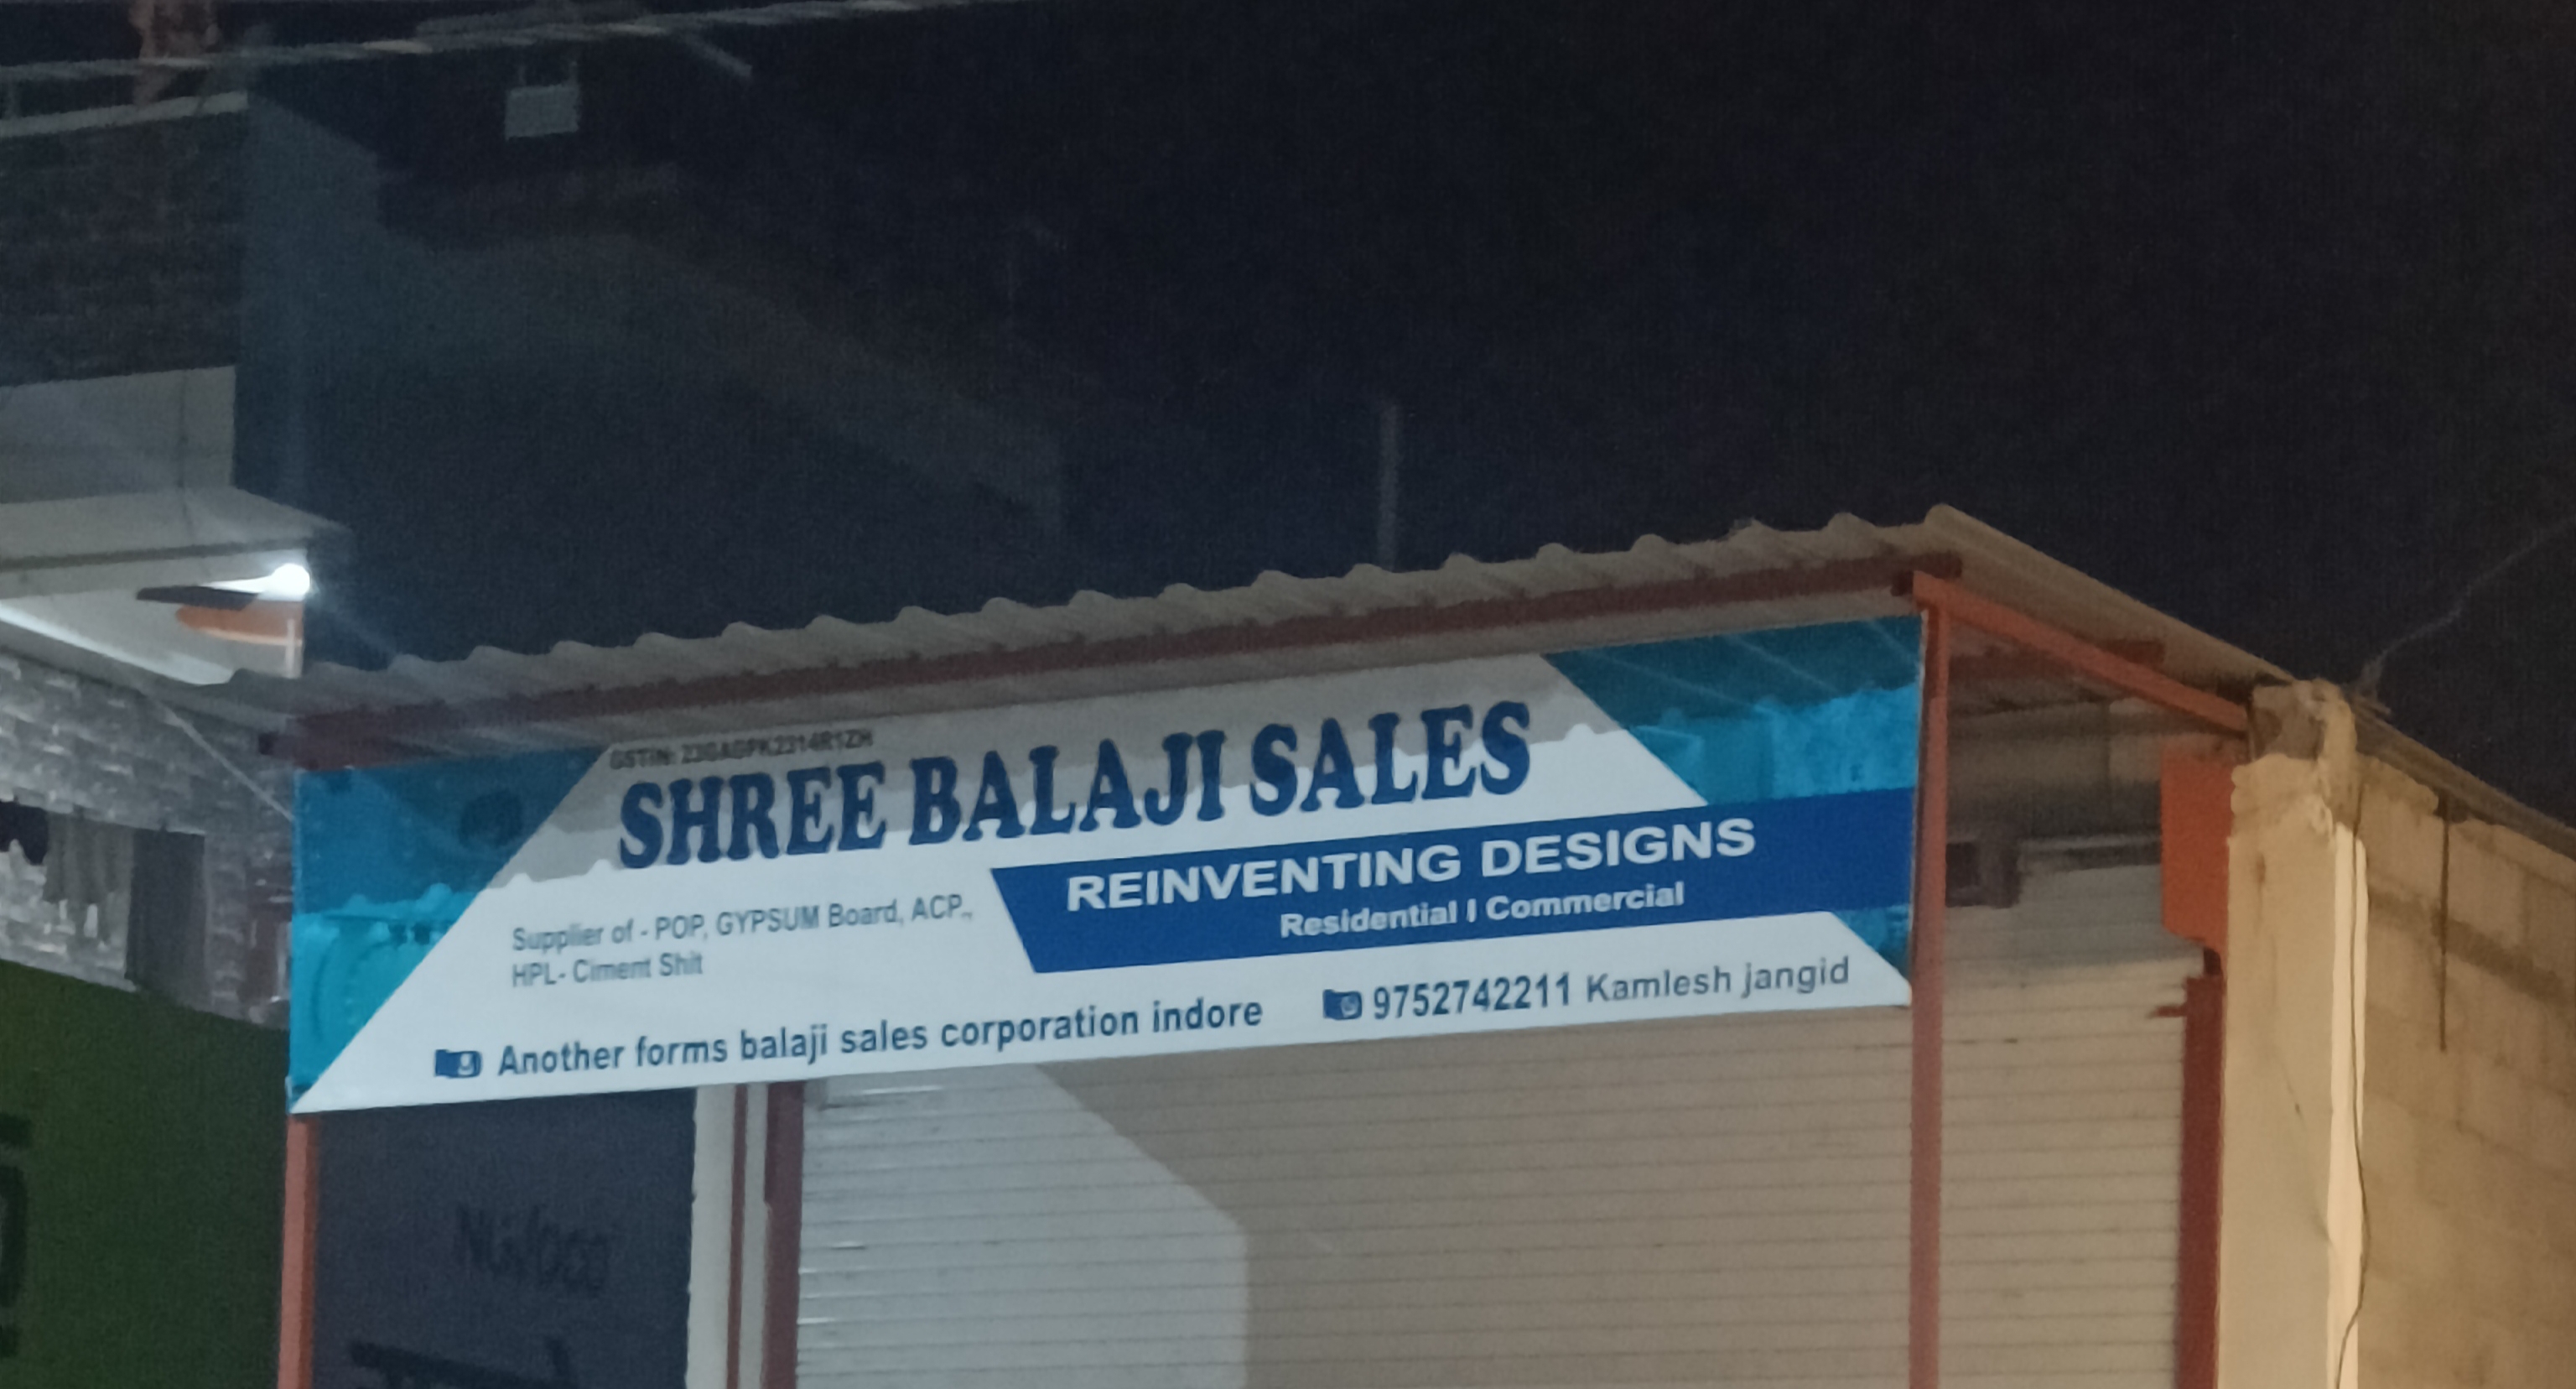 GSTIN:
SHREE BALAJI SALES
REINVENTING DESIGNS
Residential | Commercial
Supplier of - POP, GYPSUM Board, ACP.,
HPL- Ciment Shit
Another forms balaji sales corporation indore
9752742211 Kamlesh jangid